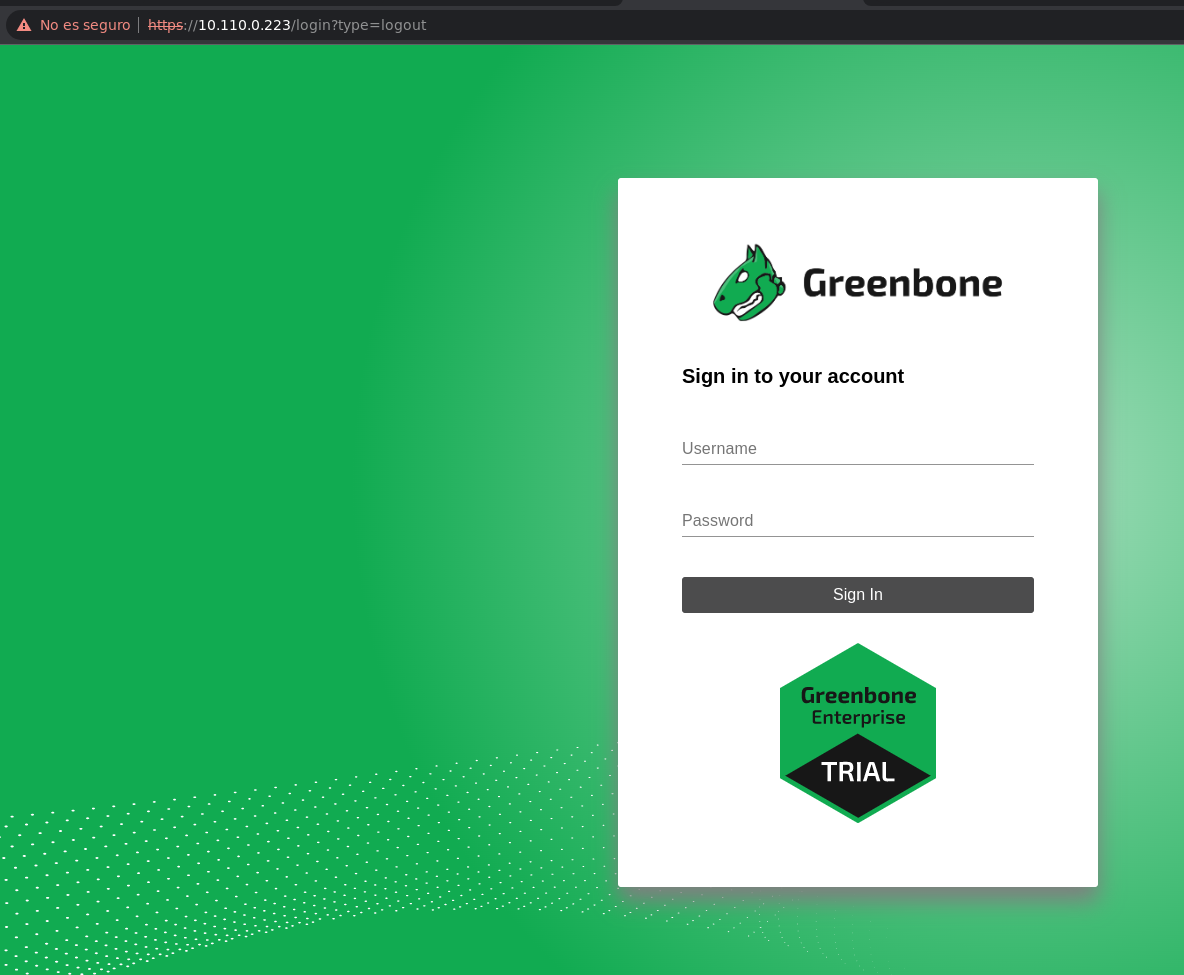 No es seguro https://10.110.0.223/login?type=logout
Greenbone
Sign in to your account
Username
Password
Sign In
Greenbone
Enterprise
TRIAL